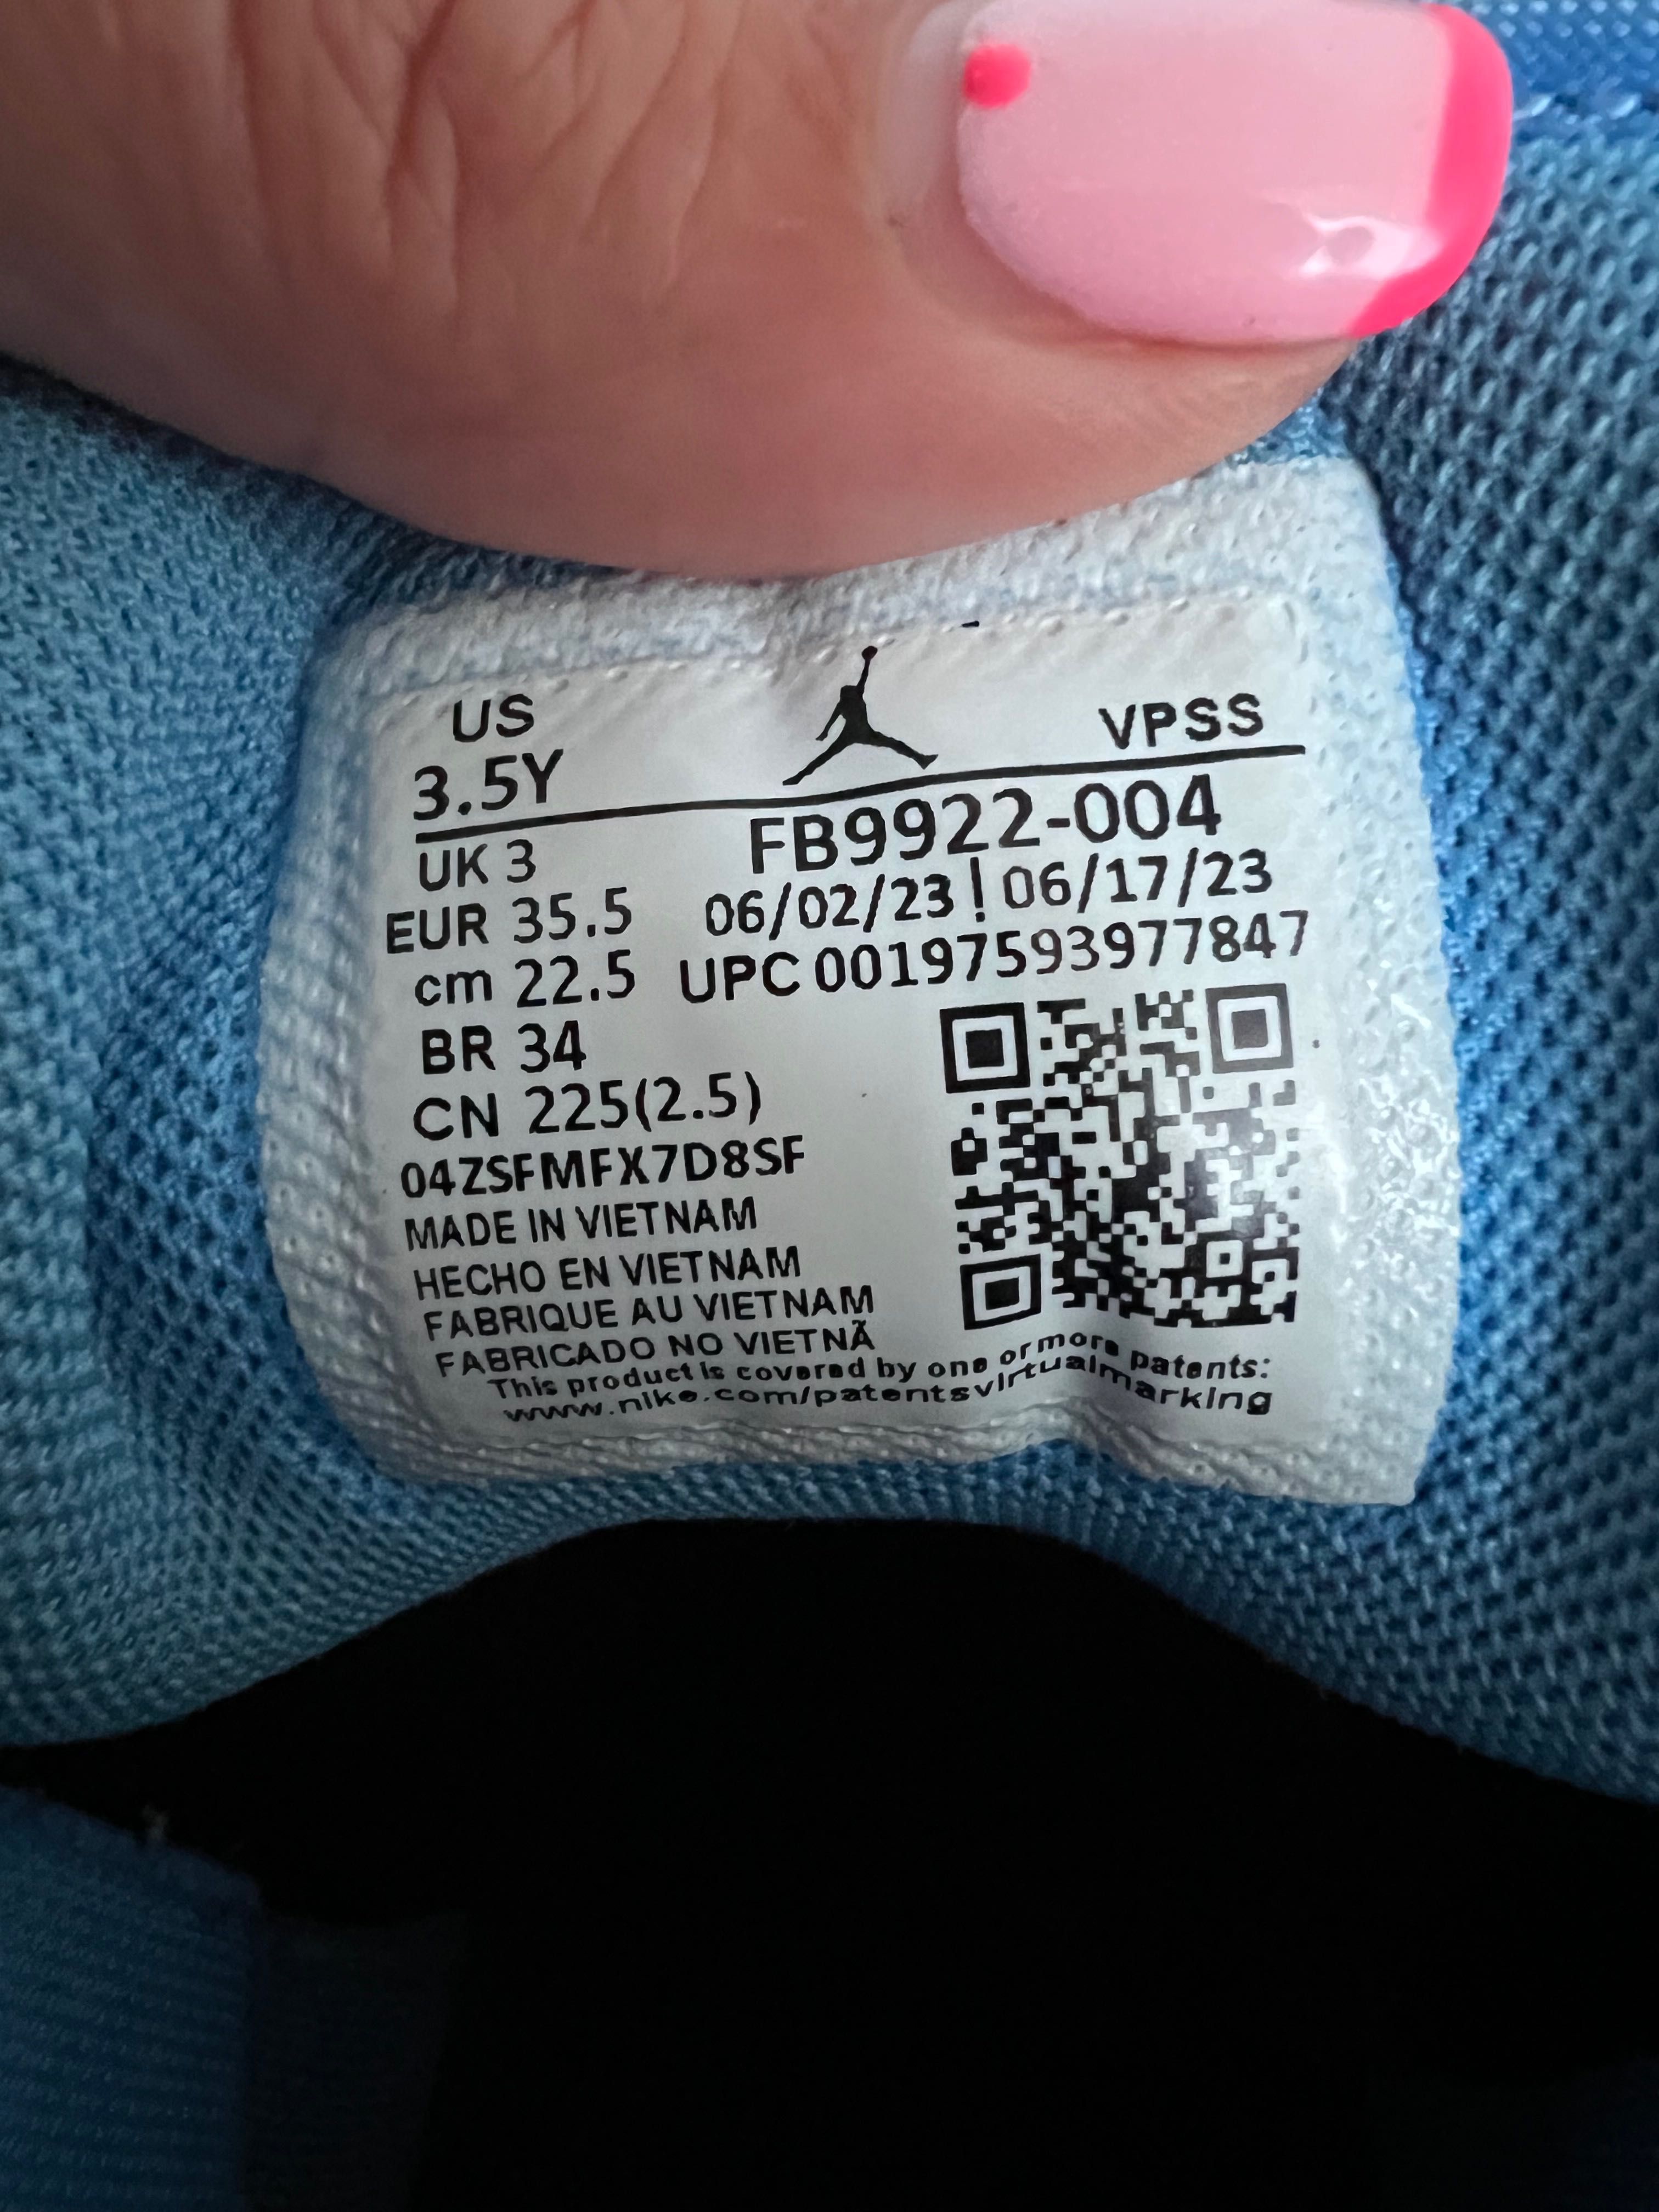 US
VPSS
3.5Y
UK 3
FB9922-004
EUR 35.5
06/02/23 | 06/17/23
cm 22.5
UPC 00197593977847
BR 34
CN 225(2.5)
04ZSFMFX7D8SF
MADE IN VIETNAM
HECHO EN VIETNAM
FABRIQUE AU VIETNAM
FABRICADO NO VIETNÃ
This product is covered by one or more patents:
www.nike.com/patentsvirtualmarking